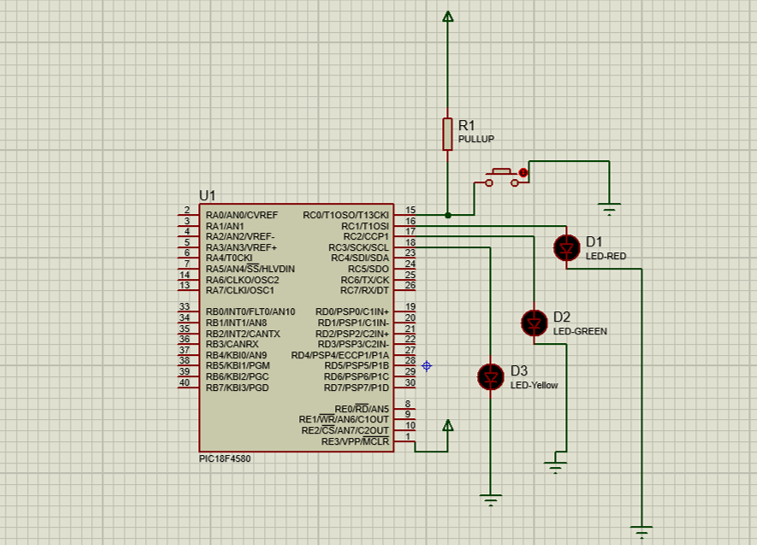 R1
PULLUP
U1
2 RA0/AN0/CVREF RC0/T1OSO/T13CKI 15
3 RA1/AN1 RC1/T1OSI 16
4 RA2/AN2/VREF- RC2/CCP1 17
5 RA3/AN3/VREF+ RC3/SCK/SCL 18
6 RA4/T0CKI RC4/SDI/SDA 23
7 RA5/AN4/SS/HLVDIN RC5/SDO 24
14 RA6/CLKO/OSC2 RC6/TX/CK 25
13 RA7/CLKI/OSC1 RC7/RX/DT 26
D1
LED-RED
33 RB0/INT0/FLT0/AN10 RD0/PSP0/C1IN+ 19
34 RB1/INT1/AN8 RD1/PSP1/C1IN- 20
35 RB2/INT2/CANTX RD2/PSP2/C2IN+ 21
36 RB3/CANRX RD3/PSP3/C2IN- 22
37 RB4/KBI0/AN9 RD4/PSP4/ECCP1/P1A 27
38 RB5/KBI1/PGM RD5/PSP5/P1B 28
39 RB6/KBI2/PGC RD6/PSP6/P1C 29
40 RB7/KBI3/PGD RD7/PSP7/P1D 30
D2
LED-GREEN
D3
LED-Yellow
RE0/RD/AN5 8
RE1/WR/AN6/C1OUT 9
RE2/CS/AN7/C2OUT 10
RE3/VPP/MCLR 1
PIC18F4580